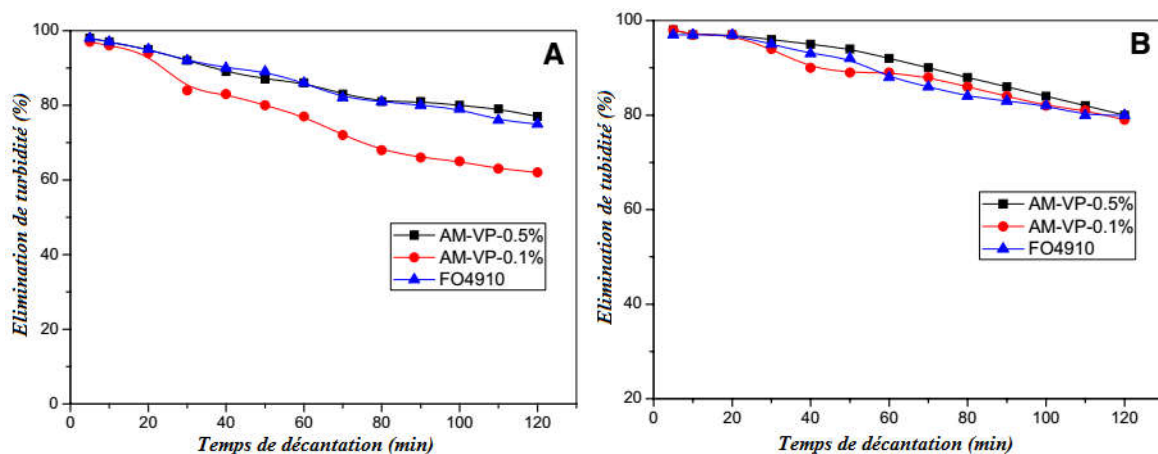 A
Elimination de turbidité (%)
100
80
60
40
20
0
AM-VP-0.5%
AM-VP-0.1%
FO4910
0 20 40 60 80 100 120
Temps de décantation (min)
B
Elimination de tubidité (%)
100
80
60
40
20
AM-VP-0.5%
AM-VP-0.1%
FO4910
0 20 40 60 80 100 120
Temps de décantation (min)